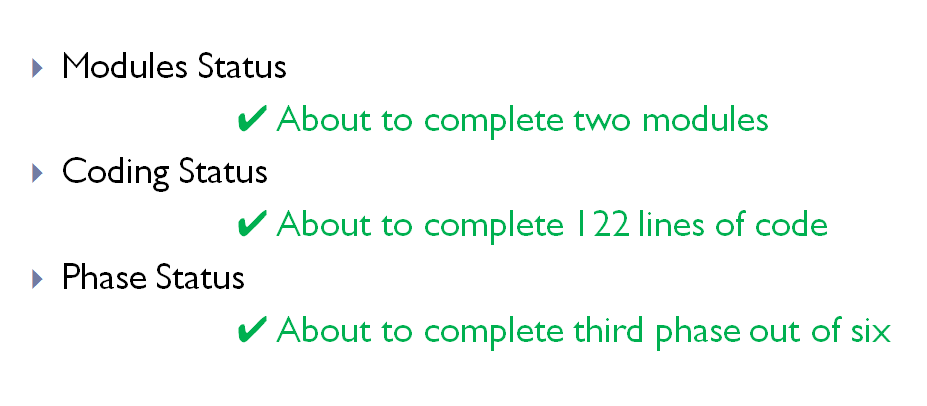 Modules Status
✔ About to complete two modules
Coding Status
✔ About to complete 122 lines of code
Phase Status
✔ About to complete third phase out of six